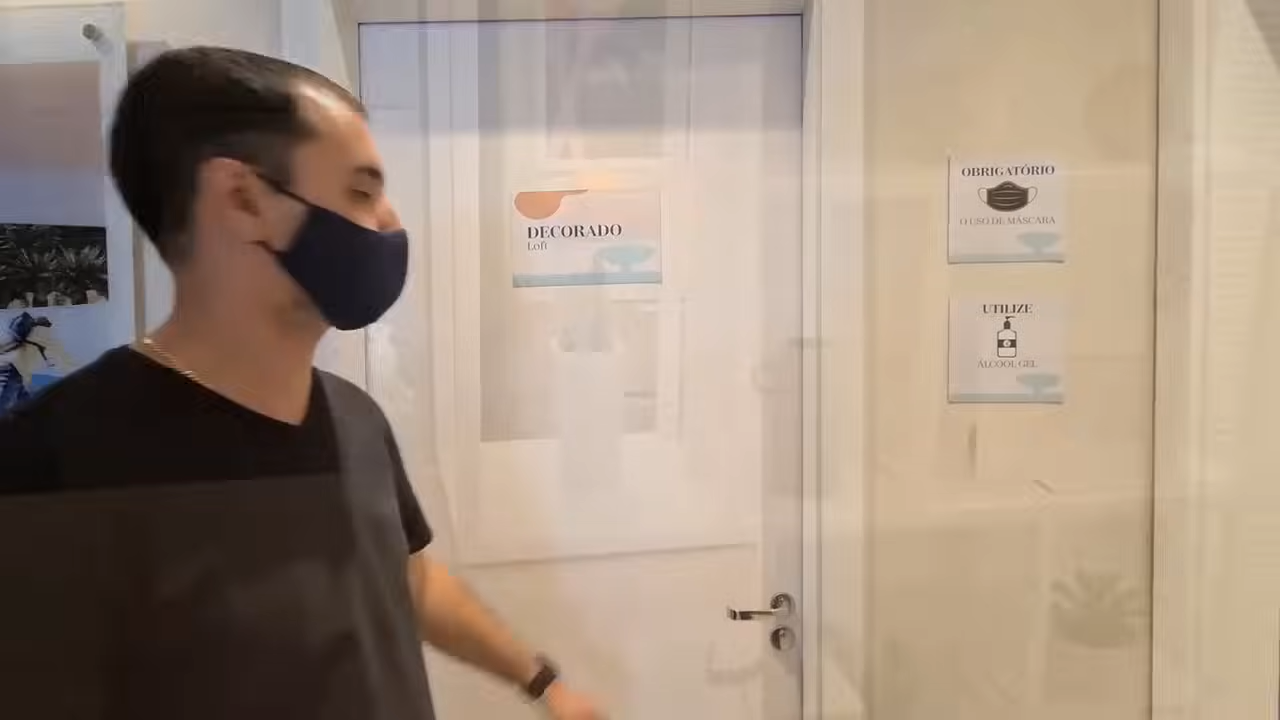 DECORADO
Loft
OBRIGATÓRIO
O USO DE MÁSCARA
UTILIZE
ÁLCOOL GEL